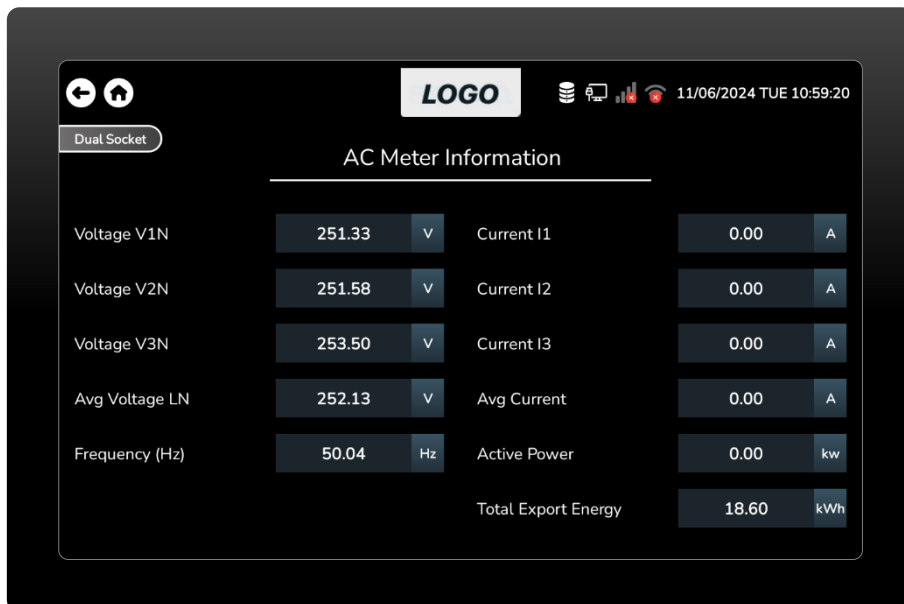 LOGO
11/06/2024 TUE 10:59:20
Dual Socket
AC Meter Information
Voltage V1N 251.33 V
Current I1 0.00 A
Voltage V2N 251.58 V
Current I2 0.00 A
Voltage V3N 253.50 V
Current I3 0.00 A
Avg Voltage LN 252.13 V
Avg Current 0.00 A
Frequency (Hz) 50.04 Hz
Active Power 0.00 kw
Total Export Energy 18.60 kWh